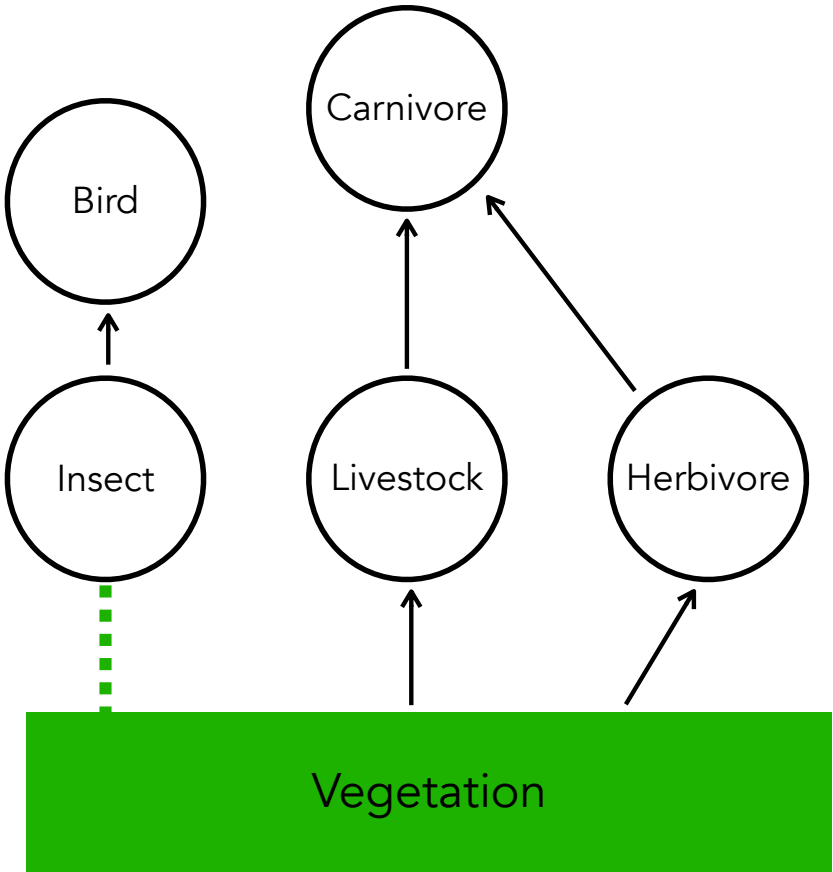 Carnivore
Bird
Insect
Livestock
Herbivore
Vegetation